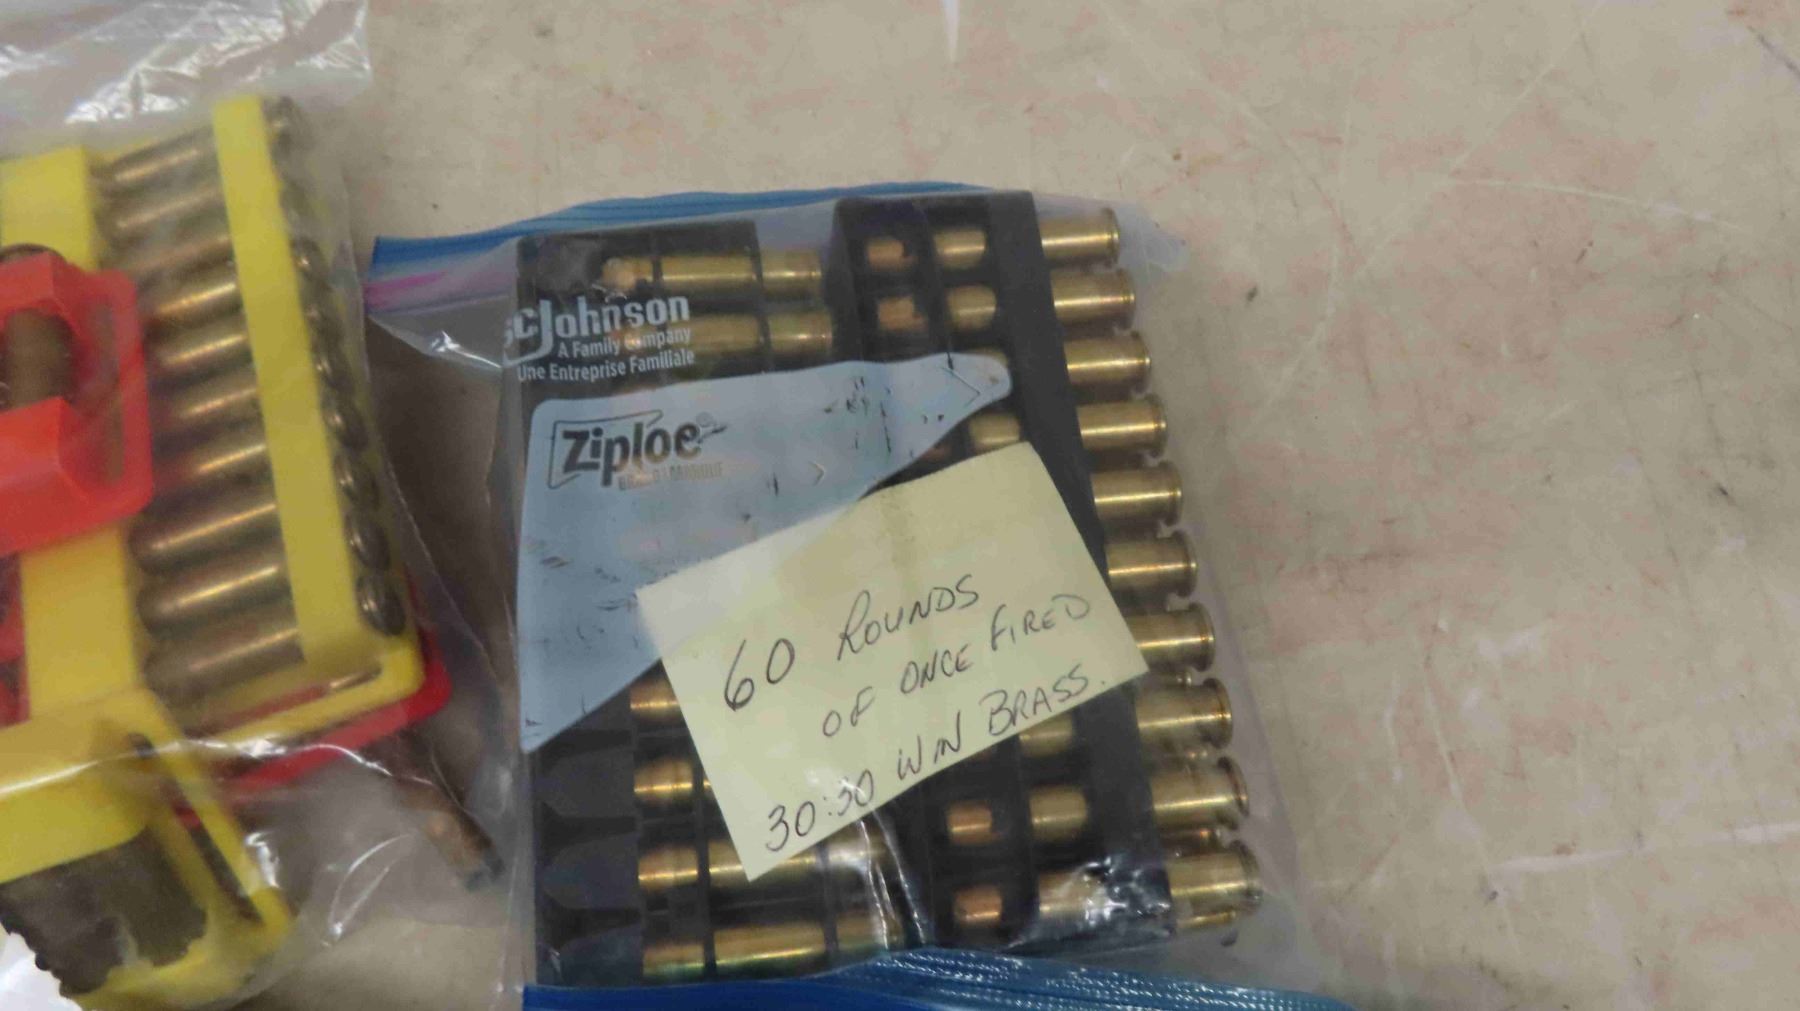 SCJohnson
A Family Company
Une Entreprise Familiale
Ziploc®
60 ROUNDS
OF ONCE FIRED
30:30 WIN BRASS.